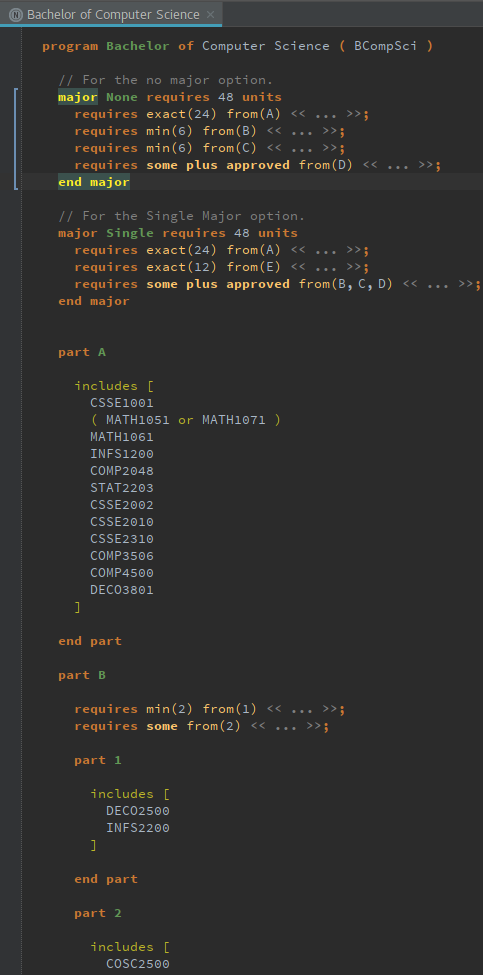 Bachelor of Computer Science ×
program Bachelor of Computer Science ( BCompSci )
// For the no major option.
major None requires 48 units
requires exact(24) from(A) << ... >>;
requires min(6) from(B) << ... >>;
requires min(6) from(C) << ... >>;
requires some plus approved from(D) << ... >>;
end major
// For the Single Major option.
major Single requires 48 units
requires exact(24) from(A) << ... >>;
requires exact(12) from(E) << ... >>;
requires some plus approved from(B,C,D) << ... >>;
end major
part A
includes [
CSSE1001
( MATH1051 or MATH1071 )
MATH1061
INFS1200
COMP2048
STAT2203
CSSE2002
CSSE2010
CSSE2310
COMP3506
COMP4500
DECO3801
]
end part
part B
requires min(2) from(1) << ... >>;
requires some from(2) << ... >>;
part 1
includes [
DECO2500
INFS2200
]
end part
part 2
includes [
COSC2500